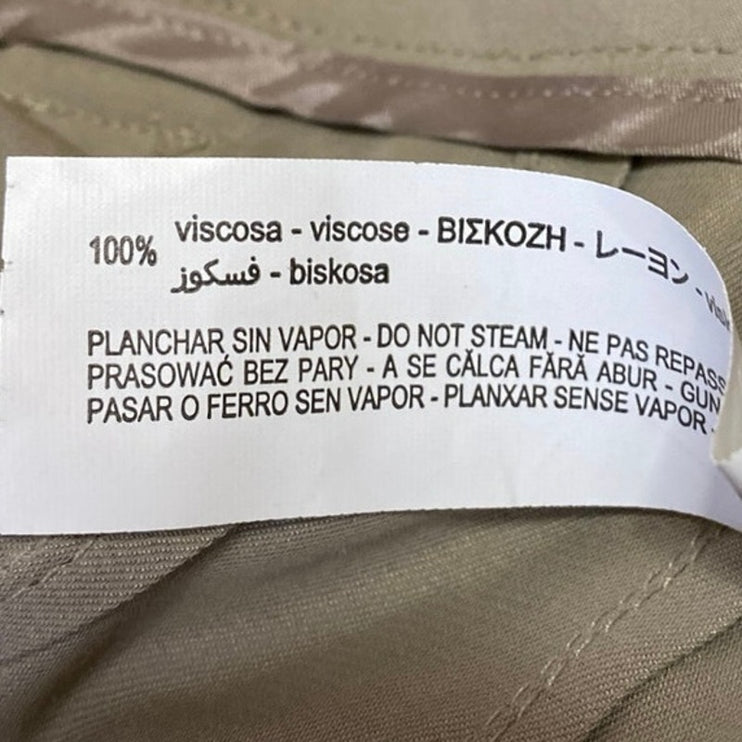 100% viscosa - viscose - ΒΙΣΚΟΖΗ - レーヨン -
فسكوز - biskosa
PLANCHAR SIN VAPOR - DO NOT STEAM - NE PAS REPASS
PRASOWAĆ BEZ PARY - A SE CĂLCA FĂRĂ ABUR - GUN
PASAR O FERRO SEN VAPOR - PLANXAR SENSE VAPOR -